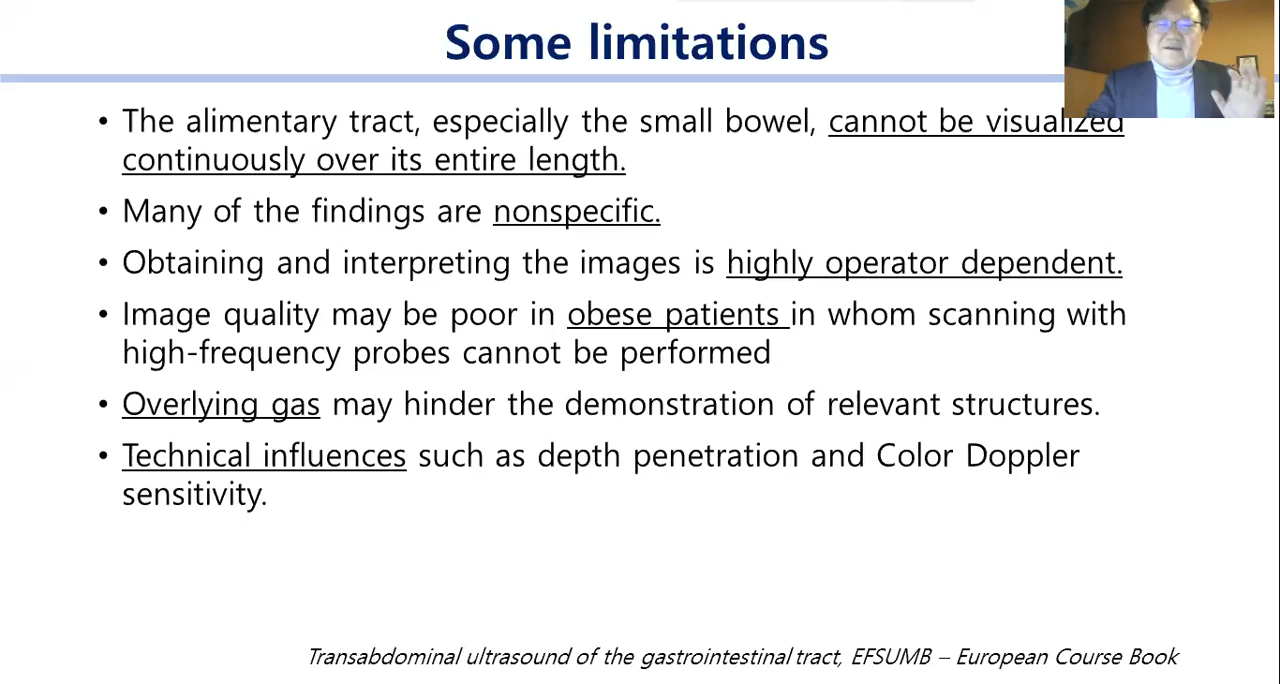 Some limitations
• The alimentary tract, especially the small bowel, cannot be visualized
continuously over its entire length.
• Many of the findings are nonspecific.
• Obtaining and interpreting the images is highly operator dependent.
• Image quality may be poor in obese patients in whom scanning with
high-frequency probes cannot be performed
• Overlying gas may hinder the demonstration of relevant structures.
• Technical influences such as depth penetration and Color Doppler
sensitivity.
Transabdominal ultrasound of the gastrointestinal tract, EFSUMB – European Course Book